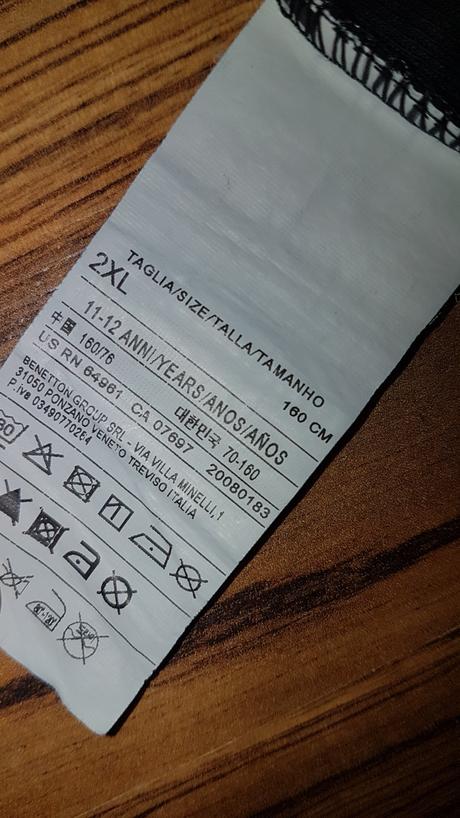 TAGLIA/SIZE/TALLA/TAMANHO
2XL 160 CM
11-12 ANNI/YEARS/ANOS/AÑOS
中国 160/76 대한민국 70-160
US RN 64961 CA 07697 20080183
BENETTON GROUP SRL - VIA VILLA MINELLI, 1
31050 PONZANO VENETO TREVISO ITALIA
P.iva 03490770264